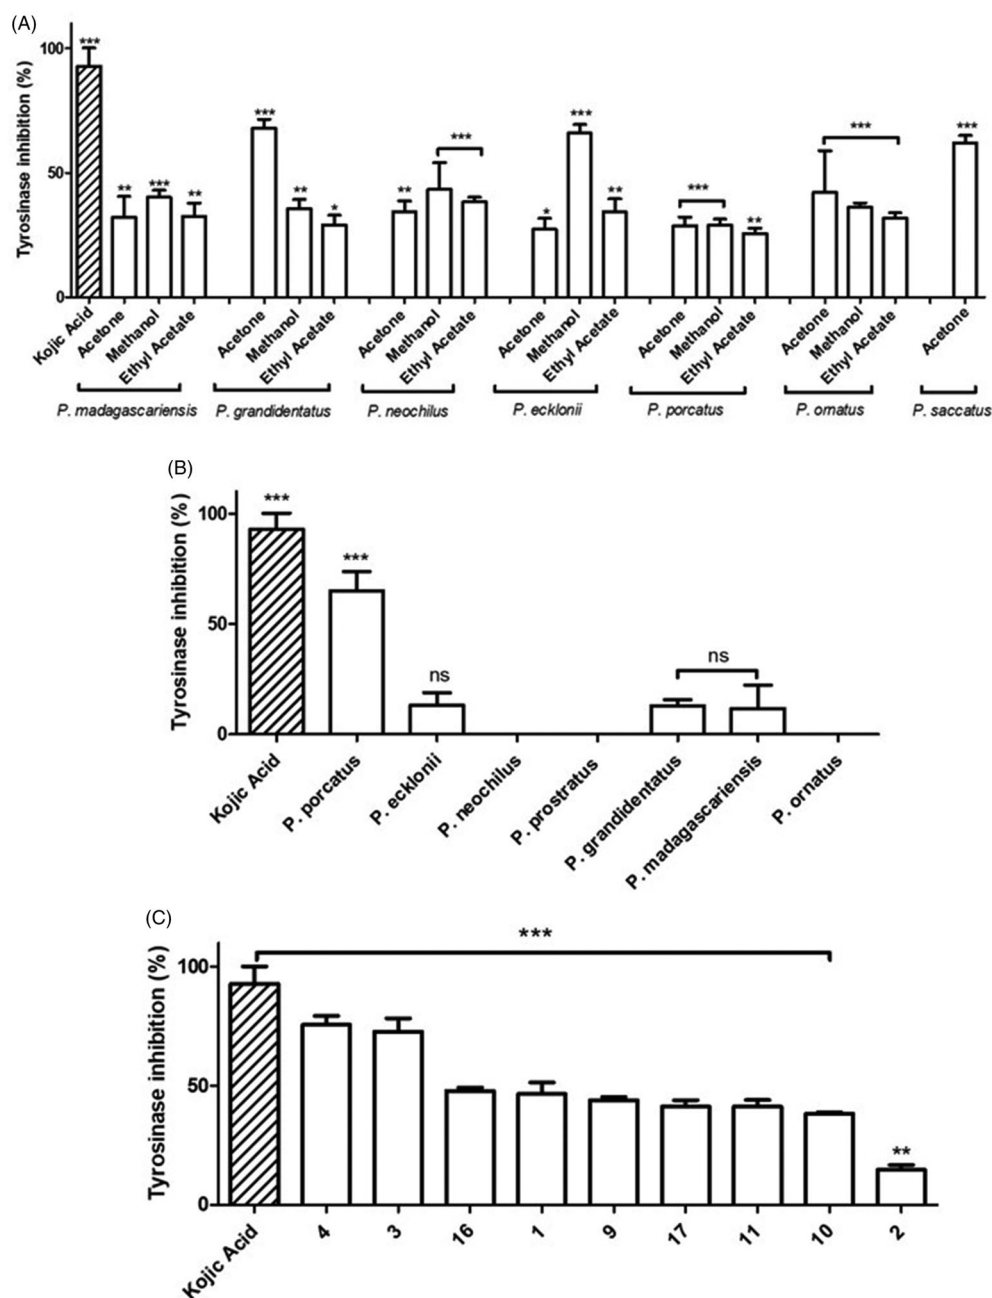 (A)
Tyrosinase inhibition (%)
100
50
0
***
**
***
**
***
**
*
**
***
*
***
**
***
**
***
***
Kojic Acid
Acetone
Methanol
Ethyl Acetate
Acetone
Methanol
Ethyl Acetate
Acetone
Methanol
Ethyl Acetate
Acetone
Methanol
Ethyl Acetate
Acetone
Methanol
Ethyl Acetate
Acetone
Methanol
Ethyl Acetate
Acetone
P. madagascariensis
P. grandidentatus
P. neochilus
P. ecklonii
P. porcatus
P. ornatus
P. saccatus
(B)
Tyrosinase inhibition (%)
100
50
0
***
***
ns
ns
Kojic Acid
P. porcatus
P. ecklonii
P. neochilus
P. prostratus
P. grandidentatus
P. madagascariensis
P. ornatus
(C)
Tyrosinase inhibition (%)
100
50
0
***
**
Kojic Acid
4
3
16
1
9
17
11
10
2